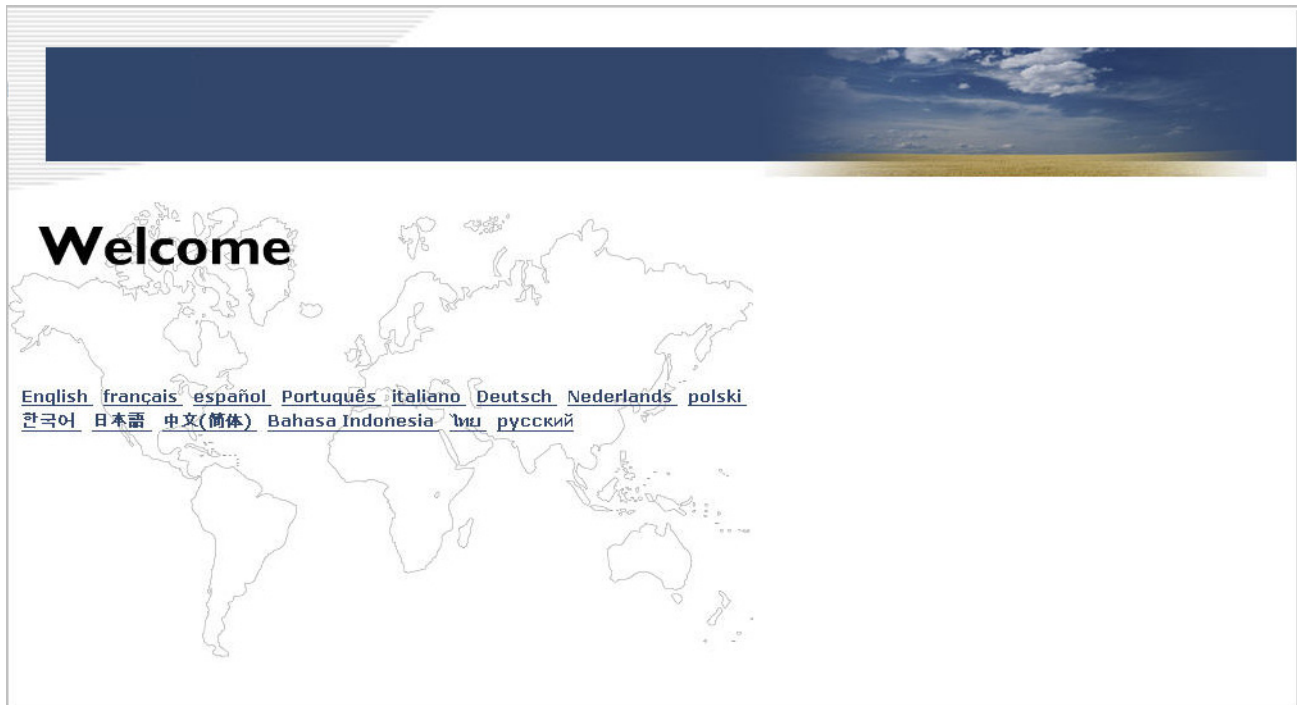 Welcome
English français español Português italiano Deutsch Nederlands polski
한국어 日本語 中文(简体) Bahasa Indonesia ไทย русский